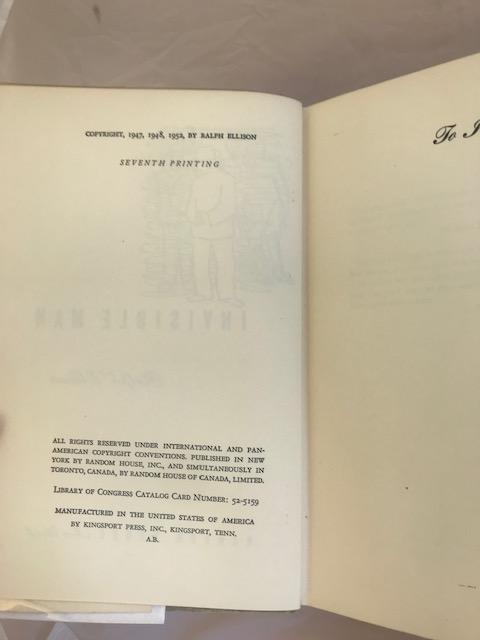 COPYRIGHT, 1947, 1948, 1952, BY RALPH ELLISON
SEVENTH PRINTING
INVISIBLE MAN
ALL RIGHTS RESERVED UNDER INTERNATIONAL AND PAN-
AMERICAN COPYRIGHT CONVENTIONS. PUBLISHED IN NEW
YORK BY RANDOM HOUSE, INC., AND SIMULTANEOUSLY IN
TORONTO, CANADA, BY RANDOM HOUSE OF CANADA, LIMITED.
LIBRARY OF CONGRESS CATALOG CARD NUMBER: 52-5159
MANUFACTURED IN THE UNITED STATES OF AMERICA
BY KINGSPORT PRESS, INC., KINGSPORT, TENN.
A.B.
To I